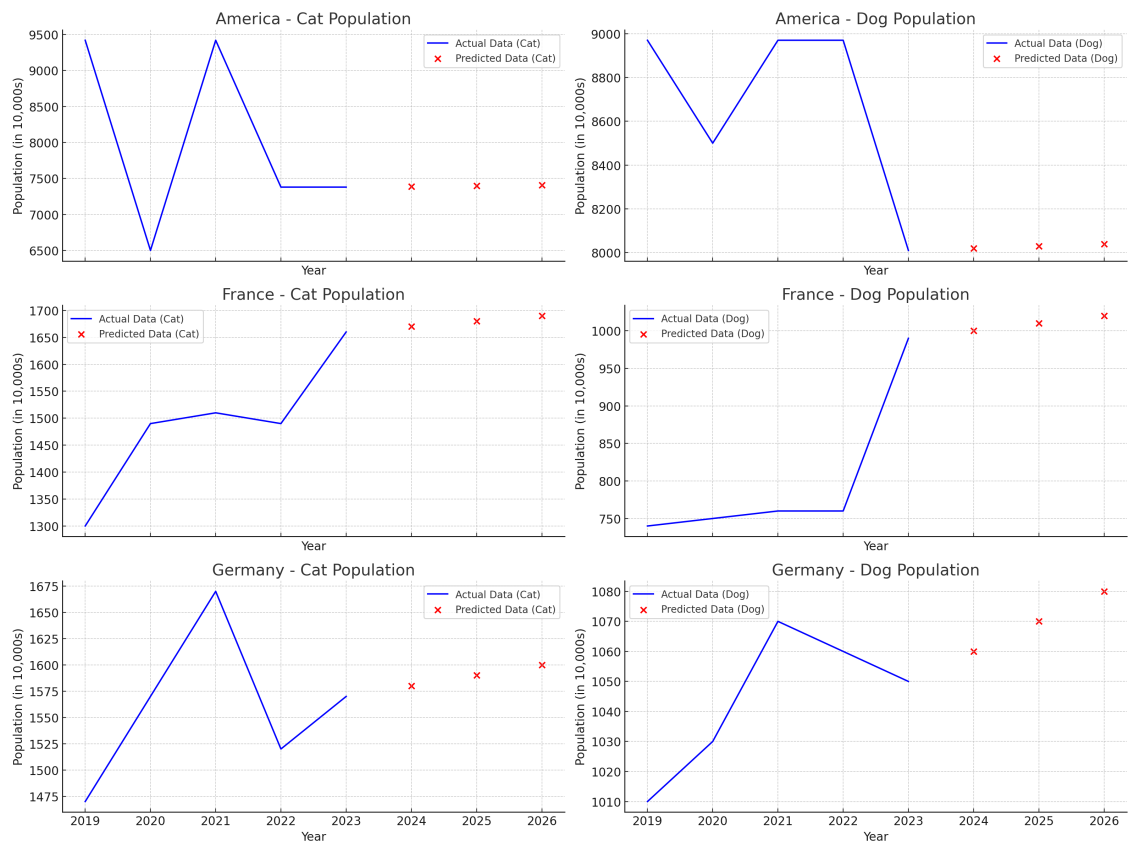 America - Cat Population
Population (in 10,000s)
9500
9000
8500
8000
7500
7000
6500
Actual Data (Cat)
Predicted Data (Cat)
Year
America - Dog Population
Population (in 10,000s)
9000
8800
8600
8400
8200
8000
Actual Data (Dog)
Predicted Data (Dog)
Year
France - Cat Population
Population (in 10,000s)
1700
1650
1600
1550
1500
1450
1400
1350
1300
Actual Data (Cat)
Predicted Data (Cat)
Year
France - Dog Population
Population (in 10,000s)
1000
950
900
850
800
750
Actual Data (Dog)
Predicted Data (Dog)
Year
Germany - Cat Population
Population (in 10,000s)
1675
1650
1625
1600
1575
1550
1525
1500
1475
Actual Data (Cat)
Predicted Data (Cat)
2019 2020 2021 2022 2023 2024 2025 2026
Year
Germany - Dog Population
Population (in 10,000s)
1080
1070
1060
1050
1040
1030
1020
1010
Actual Data (Dog)
Predicted Data (Dog)
2019 2020 2021 2022 2023 2024 2025 2026
Year